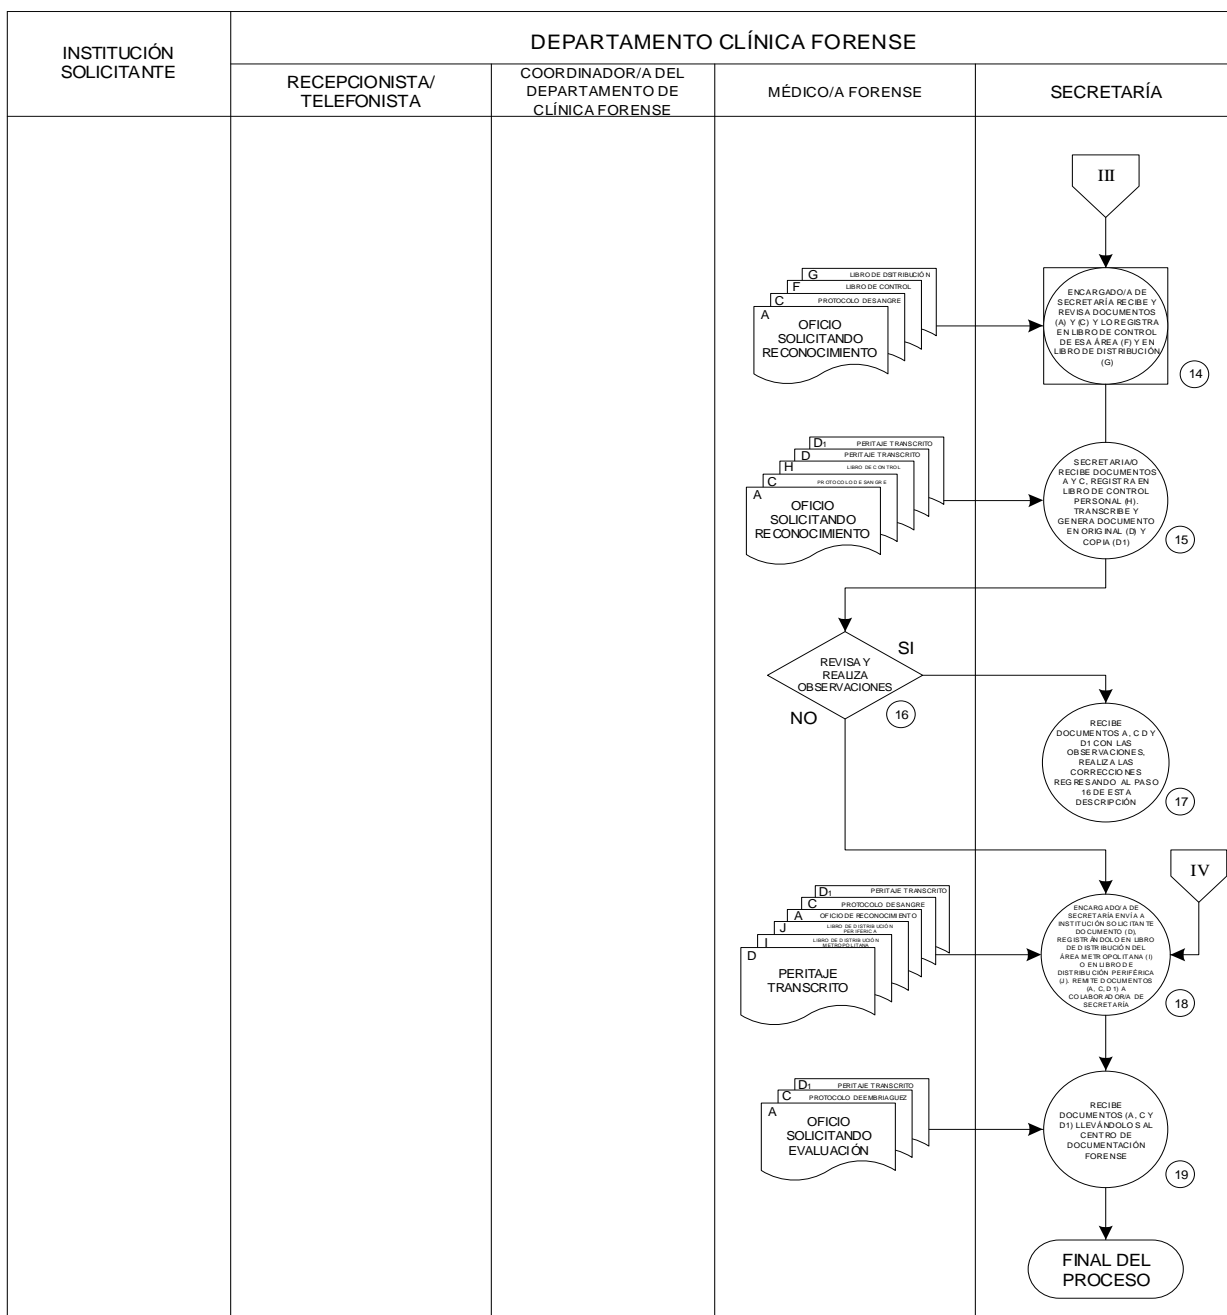 INSTITUCIÓN
SOLICITANTE
DEPARTAMENTO CLÍNICA FORENSE
RECEPCIONISTA/
TELEFONISTA
COORDINADOR/A DEL
DEPARTAMENTO DE
CLÍNICA FORENSE
MÉDICO/A FORENSE
SECRETARÍA
III
G LIBRO DE DSITRIBUCIÓN
F LIBRO DE CONTROL
C PROTOCOLO DE SANGRE
A
OFICIO
SOLICITANDO
RECONOCIMIENTO
ENCARGADO/A DE
SECRETARÍA RECIBE Y
REVISA DOCUMENTOS
(A) Y (C) Y LO REGISTRA
EN LIBRO DE CONTROL
DE ESA ÁREA (F) Y EN
LIBRO DE DISTRIBUCIÓN
(G)
14
D1 PERITAJE TRANSCRITO
D PERITAJE TRANSCRITO
H LIBRO DE CONTROL
C PROTOCOLO DE SANGRE
A
OFICIO
SOLICITANDO
RECONOCIMIENTO
SECRETARIA/O
RECIBE DOCUMENTOS
A Y C, REGISTRA EN
LIBRO DE CONTROL
PERSONAL (H).
TRANSCRIBE Y
GENERA DOCUMENTO
EN ORIGINAL (D) Y
COPIA (D1)
15
REVISA Y
REALIZA
OBSERVACIONES
SI
NO
16
RECIBE
DOCUMENTOS A, C D Y
D1 CON LAS
OBSERVACIONES,
REALIZA LAS
CORRECCIONES
REGRESANDO AL PASO
16 DE ESTA
DESCRIPCIÓN
17
IV
D1 PERITAJE TRANSCRITO
C PROTOCOLO DE SANGRE
A OFICIO DE RECONOCIMIENTO
J LIBRO DE DISTRIBUCIÓN
PERIFÉRICA
I LIBRO DE DISTRIBUCIÓN
METROPOLITANA
D
PERITAJE
TRANSCRITO
ENCARGADO/A DE
SECRETARÍA ENVÍA A
INSTITUCIÓN SOLICITANTE
DOCUMENTO (D),
REGISTRÁNDOLO EN LIBRO
DE DISTRIBUCIÓN DEL
ÁREA METROPOLITANA (I)
O EN LIBRO DE
DISTRIBUCIÓN PERIFÉRICA
(J). REMITE DOCUMENTOS
(A, C, D1) A
COLABORADOR/A DE
SECRETARÍA
18
D1 PERITAJE TRANSCRITO
C PROTOCOLO DE EMBRIAGUEZ
A
OFICIO
SOLICITANDO
EVALUACIÓN
RECIBE
DOCUMENTOS (A, C Y
D1) LLEVÁNDOLOS AL
CENTRO DE
DOCUMENTACIÓN
FORENSE
19
FINAL DEL
PROCESO